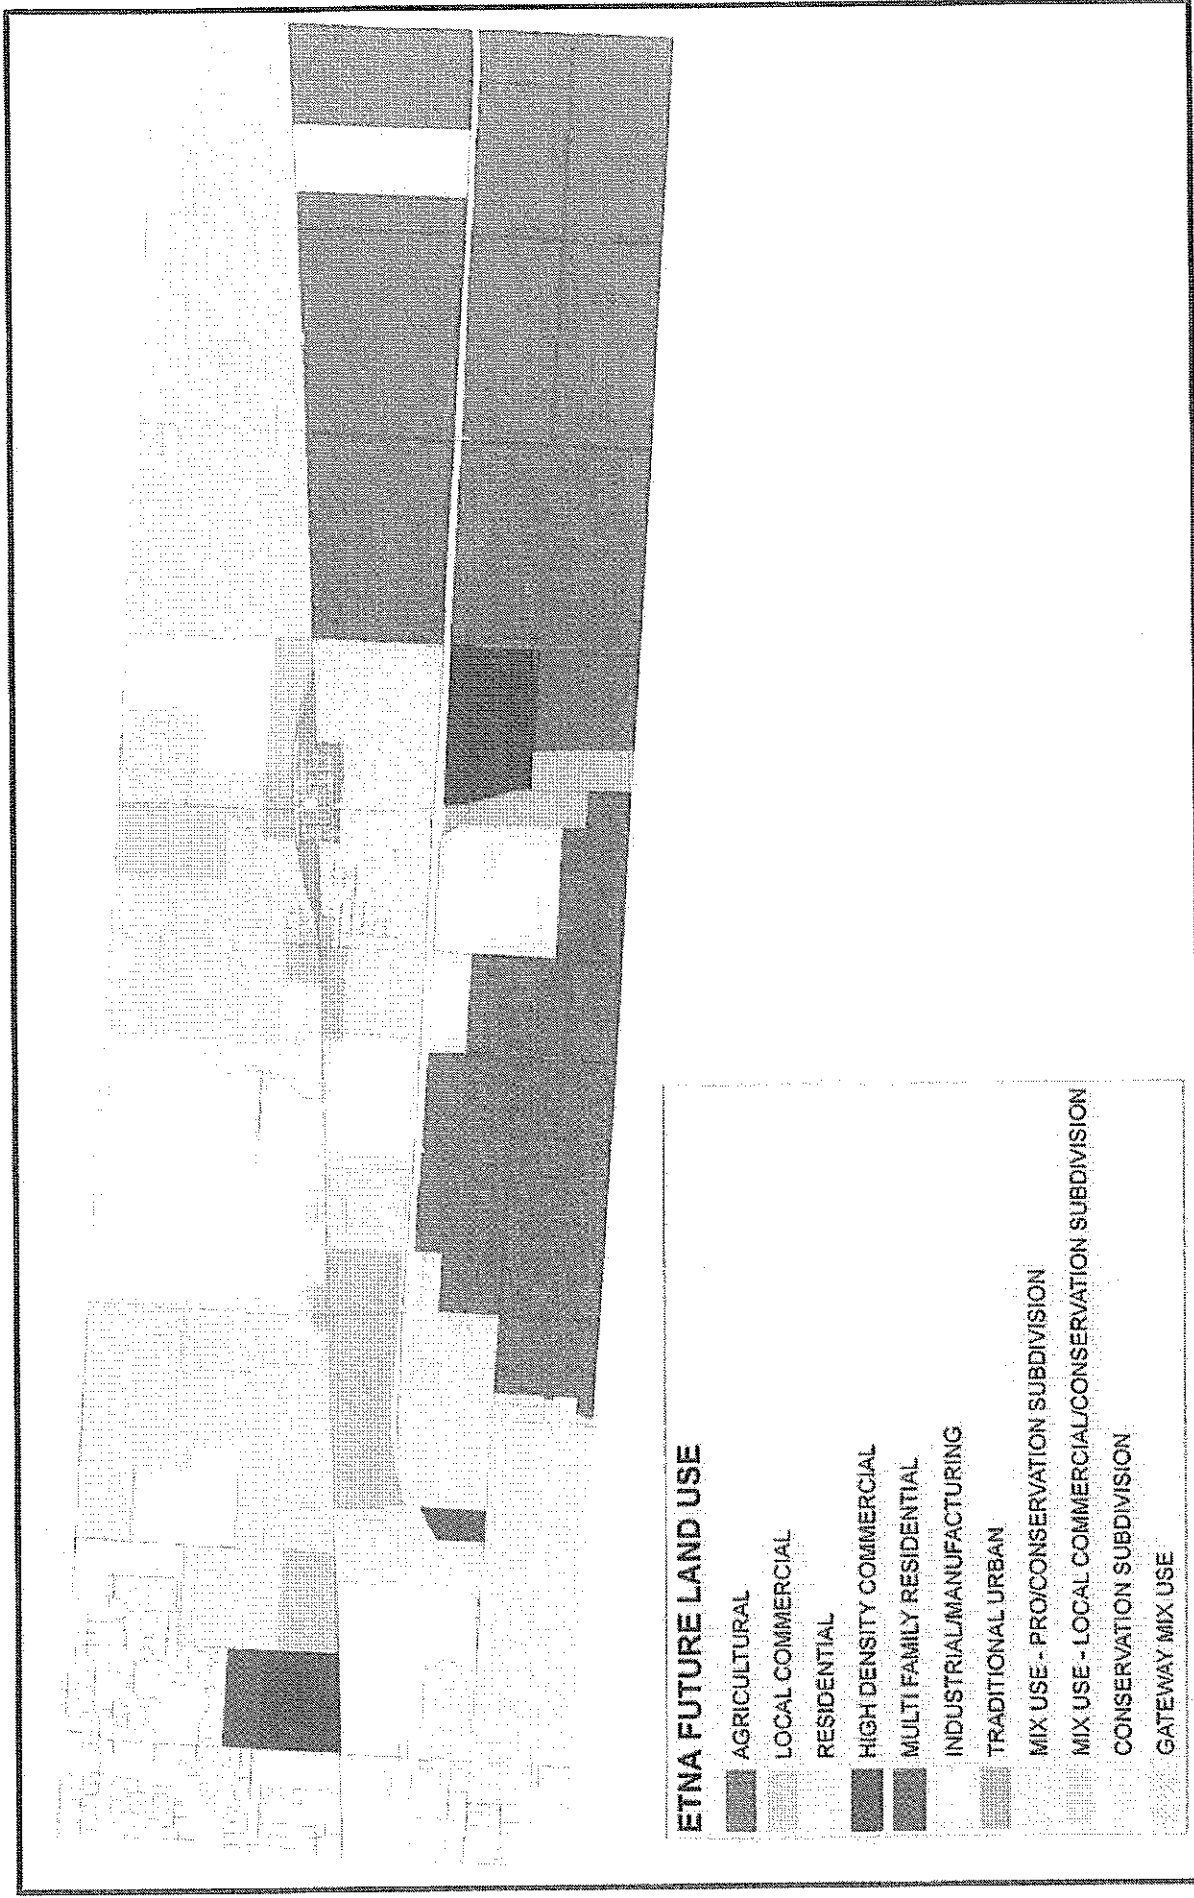 ETNA FUTURE LAND USE
AGRICULTURAL
LOCAL COMMERCIAL
RESIDENTIAL
HIGH DENSITY COMMERCIAL
MULTI FAMILY RESIDENTIAL
INDUSTRIAL/MANUFACTURING
TRADITIONAL URBAN
MIX USE - PRO/CONSERVATION SUBDIVISION
MIX USE - LOCAL COMMERCIAL/CONSERVATION SUBDIVISION
CONSERVATION SUBDIVISION
GATEWAY MIX USE